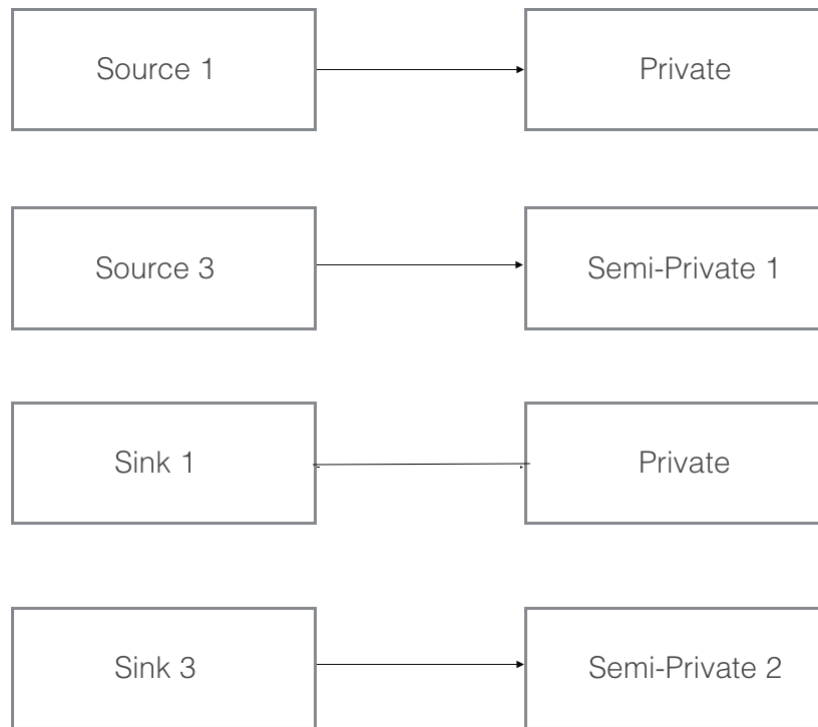 Source 1
Private
Source 3
Semi-Private 1
Sink 1
Private
Sink 3
Semi-Private 2